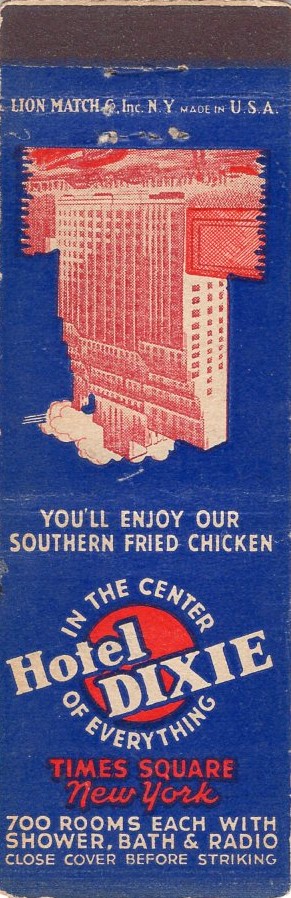 LION MATCH CO, Inc. N.Y MADE IN U.S.A.
YOU'LL ENJOY OUR
SOUTHERN FRIED CHICKEN
IN THE CENTER
Hotel
DIXIE
OF EVERYTHING
TIMES SQUARE
New York
700 ROOMS EACH WITH
SHOWER, BATH & RADIO
CLOSE COVER BEFORE STRIKING